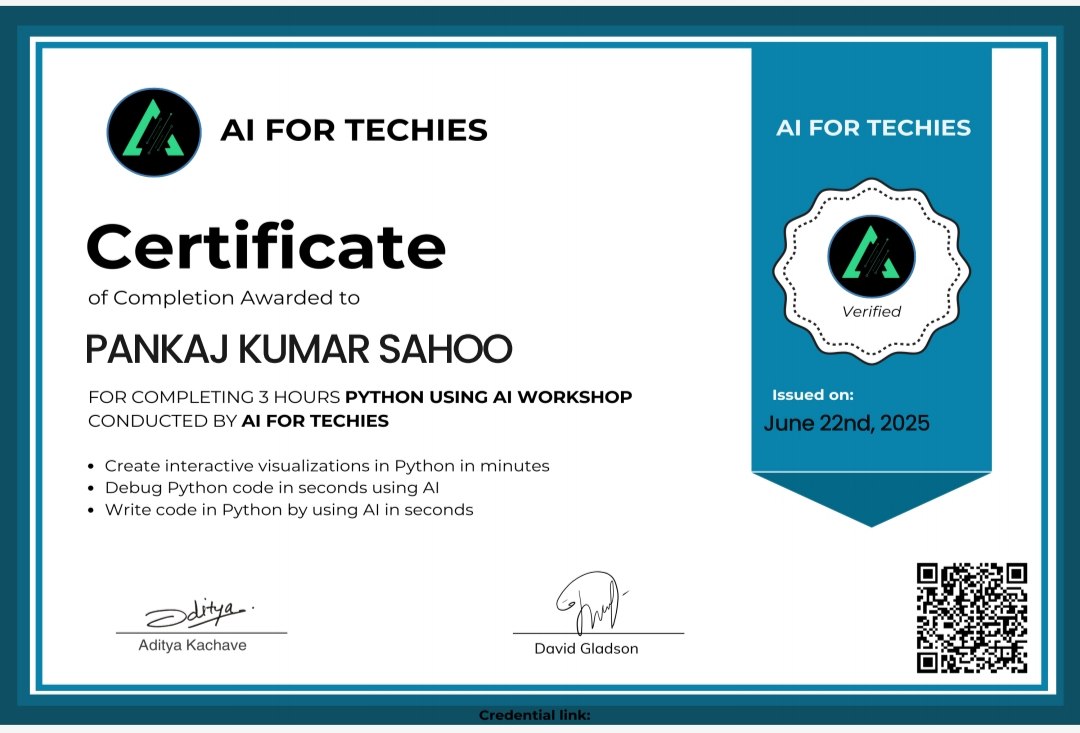 AI FOR TECHIES
Certificate
of Completion Awarded to
PANKAJ KUMAR SAHOO
FOR COMPLETING 3 HOURS PYTHON USING AI WORKSHOP
CONDUCTED BY AI FOR TECHIES
• Create interactive visualizations in Python in minutes
• Debug Python code in seconds using AI
• Write code in Python by using AI in seconds
Aditya
Aditya Kachave
David Gladson
AI FOR TECHIES
Verified
Issued on:
June 22nd, 2025
Credential link: